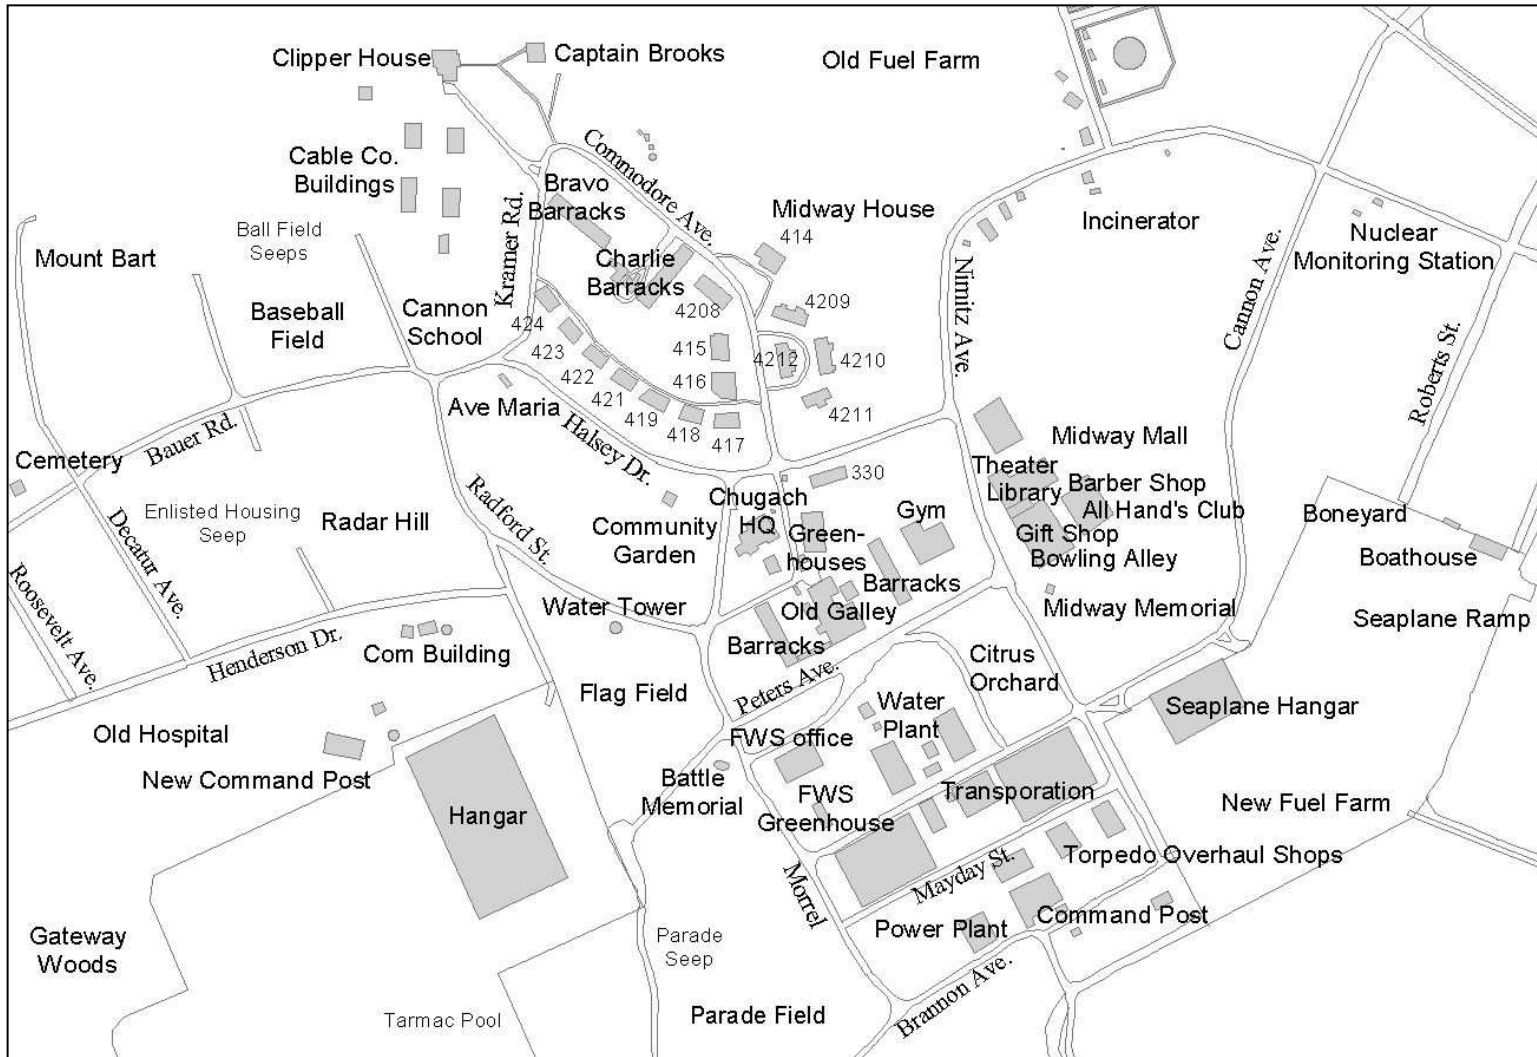 Clipper House
Captain Brooks
Old Fuel Farm
Cable Co.
Buildings
Commodore Ave.
Bravo
Barracks
Kramer Rd.
Midway House
414
Incinerator
Nuclear
Monitoring Station
Ball Field
Seeps
Mount Bart
Charlie
Barracks
Nimitz Ave.
Cannon Ave.
Baseball
Field
Cannon
School
424
4208
4209
423
415
4212
4210
Roberts St.
422
416
421
4211
Ave Maria
419
418
417
Halsey Dr.
Bauer Rd.
Midway Mall
Cemetery
Theater
Library
Barber Shop
All Hand's Club
330
Chugach
HQ
Gym
Boneyard
Enlisted Housing
Seep
Radar Hill
Radford St.
Community
Garden
Green-
houses
Gift Shop
Bowling Alley
Boathouse
Decatur Ave.
Roosevelt Ave.
Barracks
Water Tower
Old Galley
Midway Memorial
Seaplane Ramp
Henderson Dr.
Com Building
Barracks
Peters Ave.
Citrus
Orchard
Flag Field
Water
Plant
Seaplane Hangar
Old Hospital
FWS office
New Command Post
Battle
Memorial
FWS
Greenhouse
Transporation
New Fuel Farm
Hangar
Torpedo Overhaul Shops
Mayday St.
Morrel
Command Post
Power Plant
Gateway
Woods
Parade
Seep
Brannon Ave.
Tarmac Pool
Parade Field